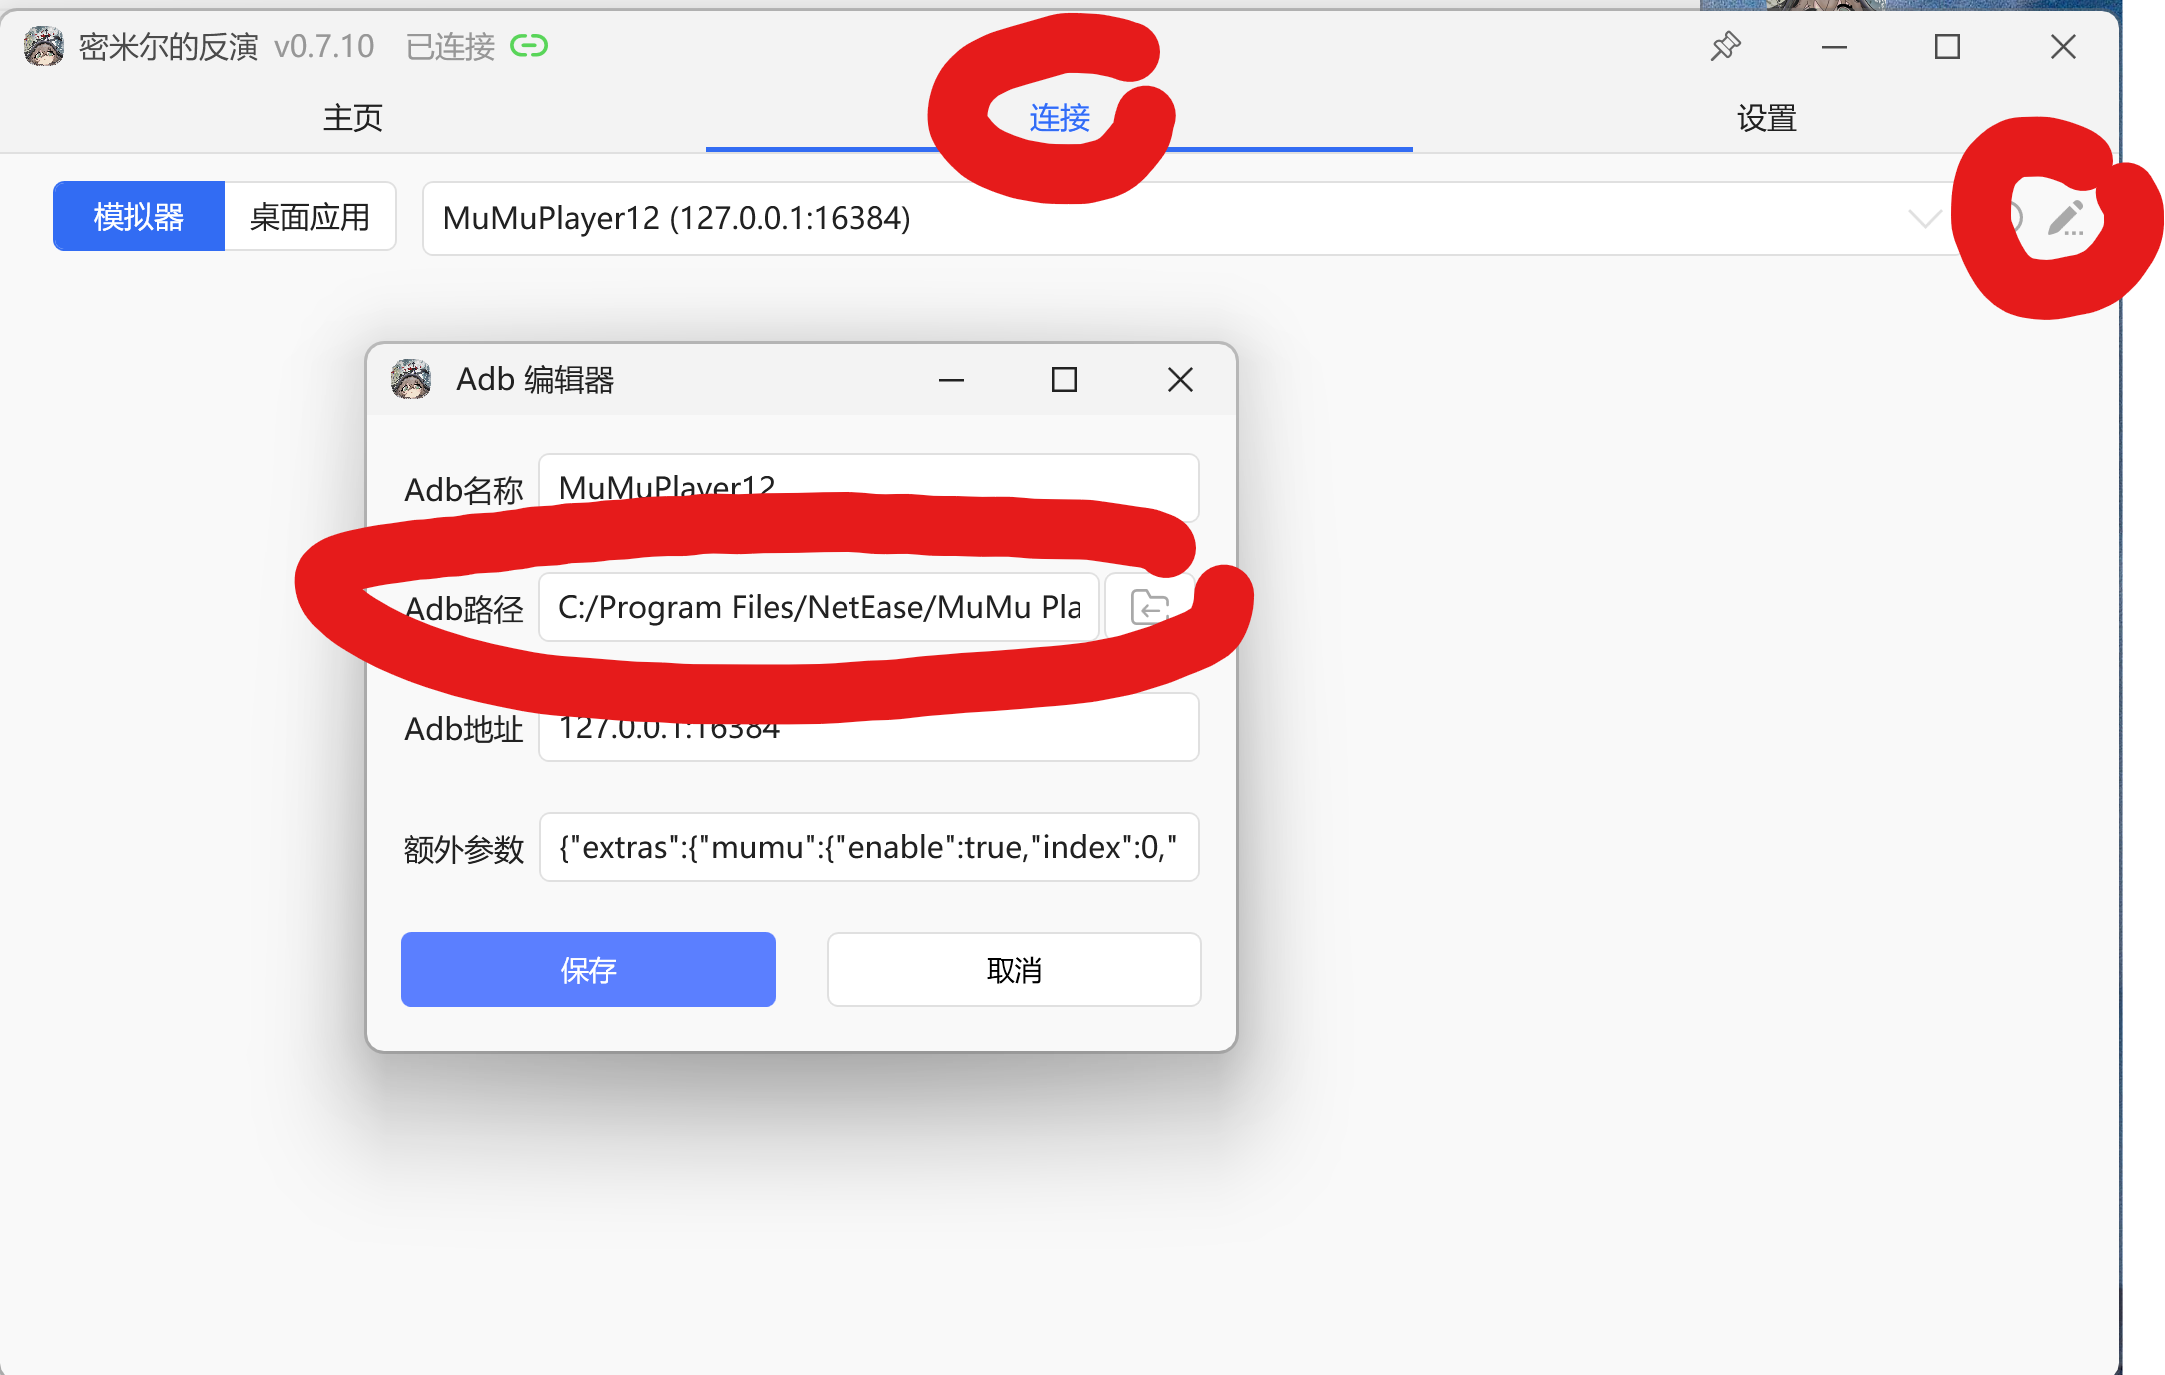 密米尔的反演 v0.7.10 已连接
主页 连接 设置
模拟器 桌面应用 MuMuPlayer12 (127.0.0.1:16384)
Adb 编辑器
Adb名称 MuMuPlayer12
Adb路径 C:/Program Files/NetEase/MuMu Pla
Adb地址 127.0.0.1:16384
额外参数 {"extras":{"mumu":{"enable":true,"index":0,"
保存 取消